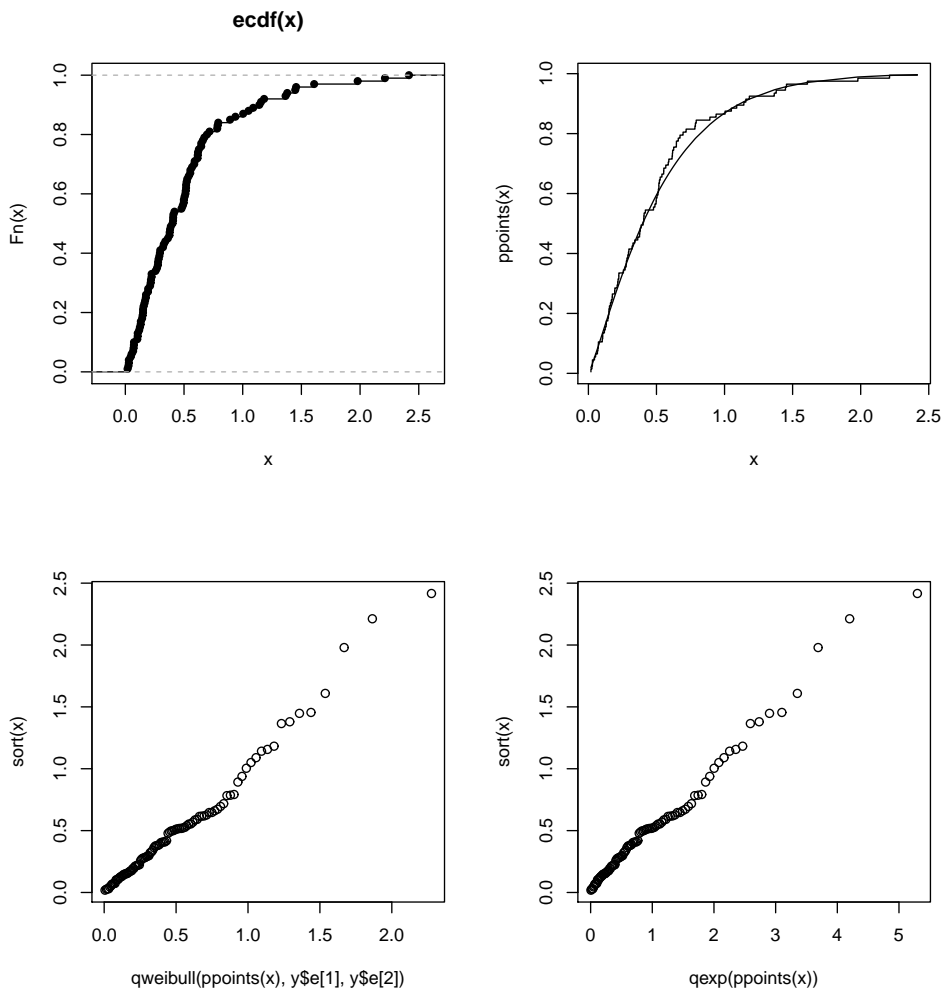 ecdf(x)
Fn(x)
0.0 0.2 0.4 0.6 0.8 1.0
0.0 0.5 1.0 1.5 2.0 2.5
x
ppoints(x)
0.0 0.2 0.4 0.6 0.8 1.0
0.0 0.5 1.0 1.5 2.0 2.5
x
sort(x)
0.0 0.5 1.0 1.5 2.0 2.5
0.0 0.5 1.0 1.5 2.0
qweibull(ppoints(x), y$e[1], y$e[2])
sort(x)
0.0 0.5 1.0 1.5 2.0 2.5
0 1 2 3 4 5
qexp(ppoints(x))